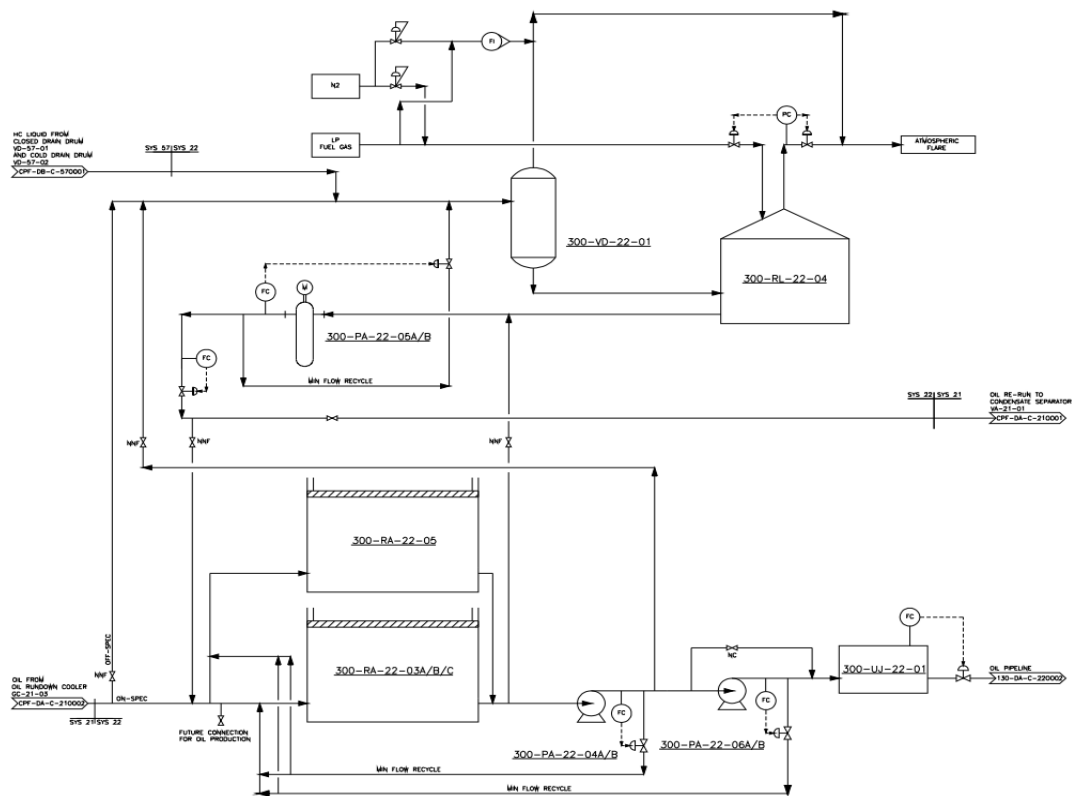 FI
N2
HC LIQUID FROM
CLOSED DRAIN DRUM
VD-57-01
AND COLD DRAIN DRUM
VD-57-02
CPF-DB-C-570001
SYS 57 SYS 22
LP
FUEL GAS
PC
ATMOSPHERIC
FLARE
300-VD-22-01
300-RL-22-04
FC
M
300-PA-22-05A/B
FC
MIN FLOW RECYCLE
SYS 22 SYS 21
OIL RE-RUN TO
CONDENSATE SEPARATOR
VA-21-01
CPF-DA-C-210001
NNF
NNF
NNF
300-RA-22-05
300-RA-22-03A/B/C
OFF-SPEC
NNF
OIL FROM
OIL RUNDOWN COOLER
GC-21-03
CPF-DA-C-210002
ON-SPEC
SYS 21 SYS 22
FUTURE CONNECTION
FOR OIL PRODUCTION
NC
FC
300-UJ-22-01
OIL PIPELINE
130-DA-C-220002
FC
FC
300-PA-22-04A/B
300-PA-22-06A/B
MIN FLOW RECYCLE
MIN FLOW RECYCLE